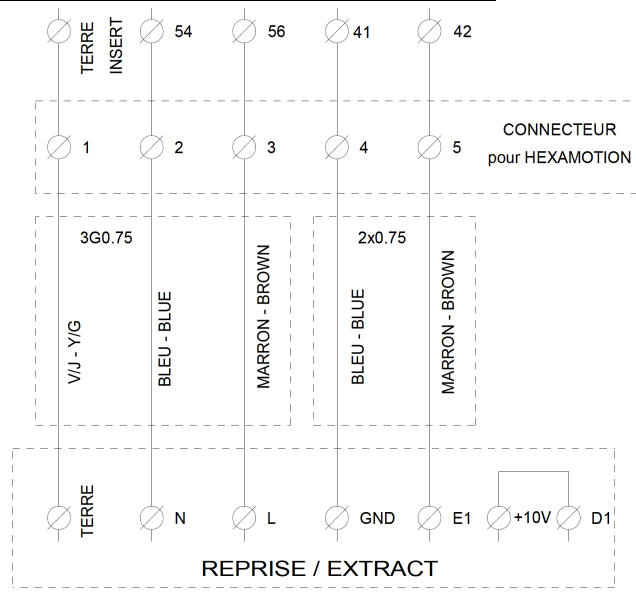 TERRE
INSERT
54
56
41
42
1
2
3
4
5
CONNECTEUR
pour HEXAMOTION
3G0.75
2x0.75
V/J - Y/G
BLEU - BLUE
MARRON - BROWN
BLEU - BLUE
MARRON - BROWN
TERRE
N
L
GND
E1
+10V
D1
REPRISE / EXTRACT